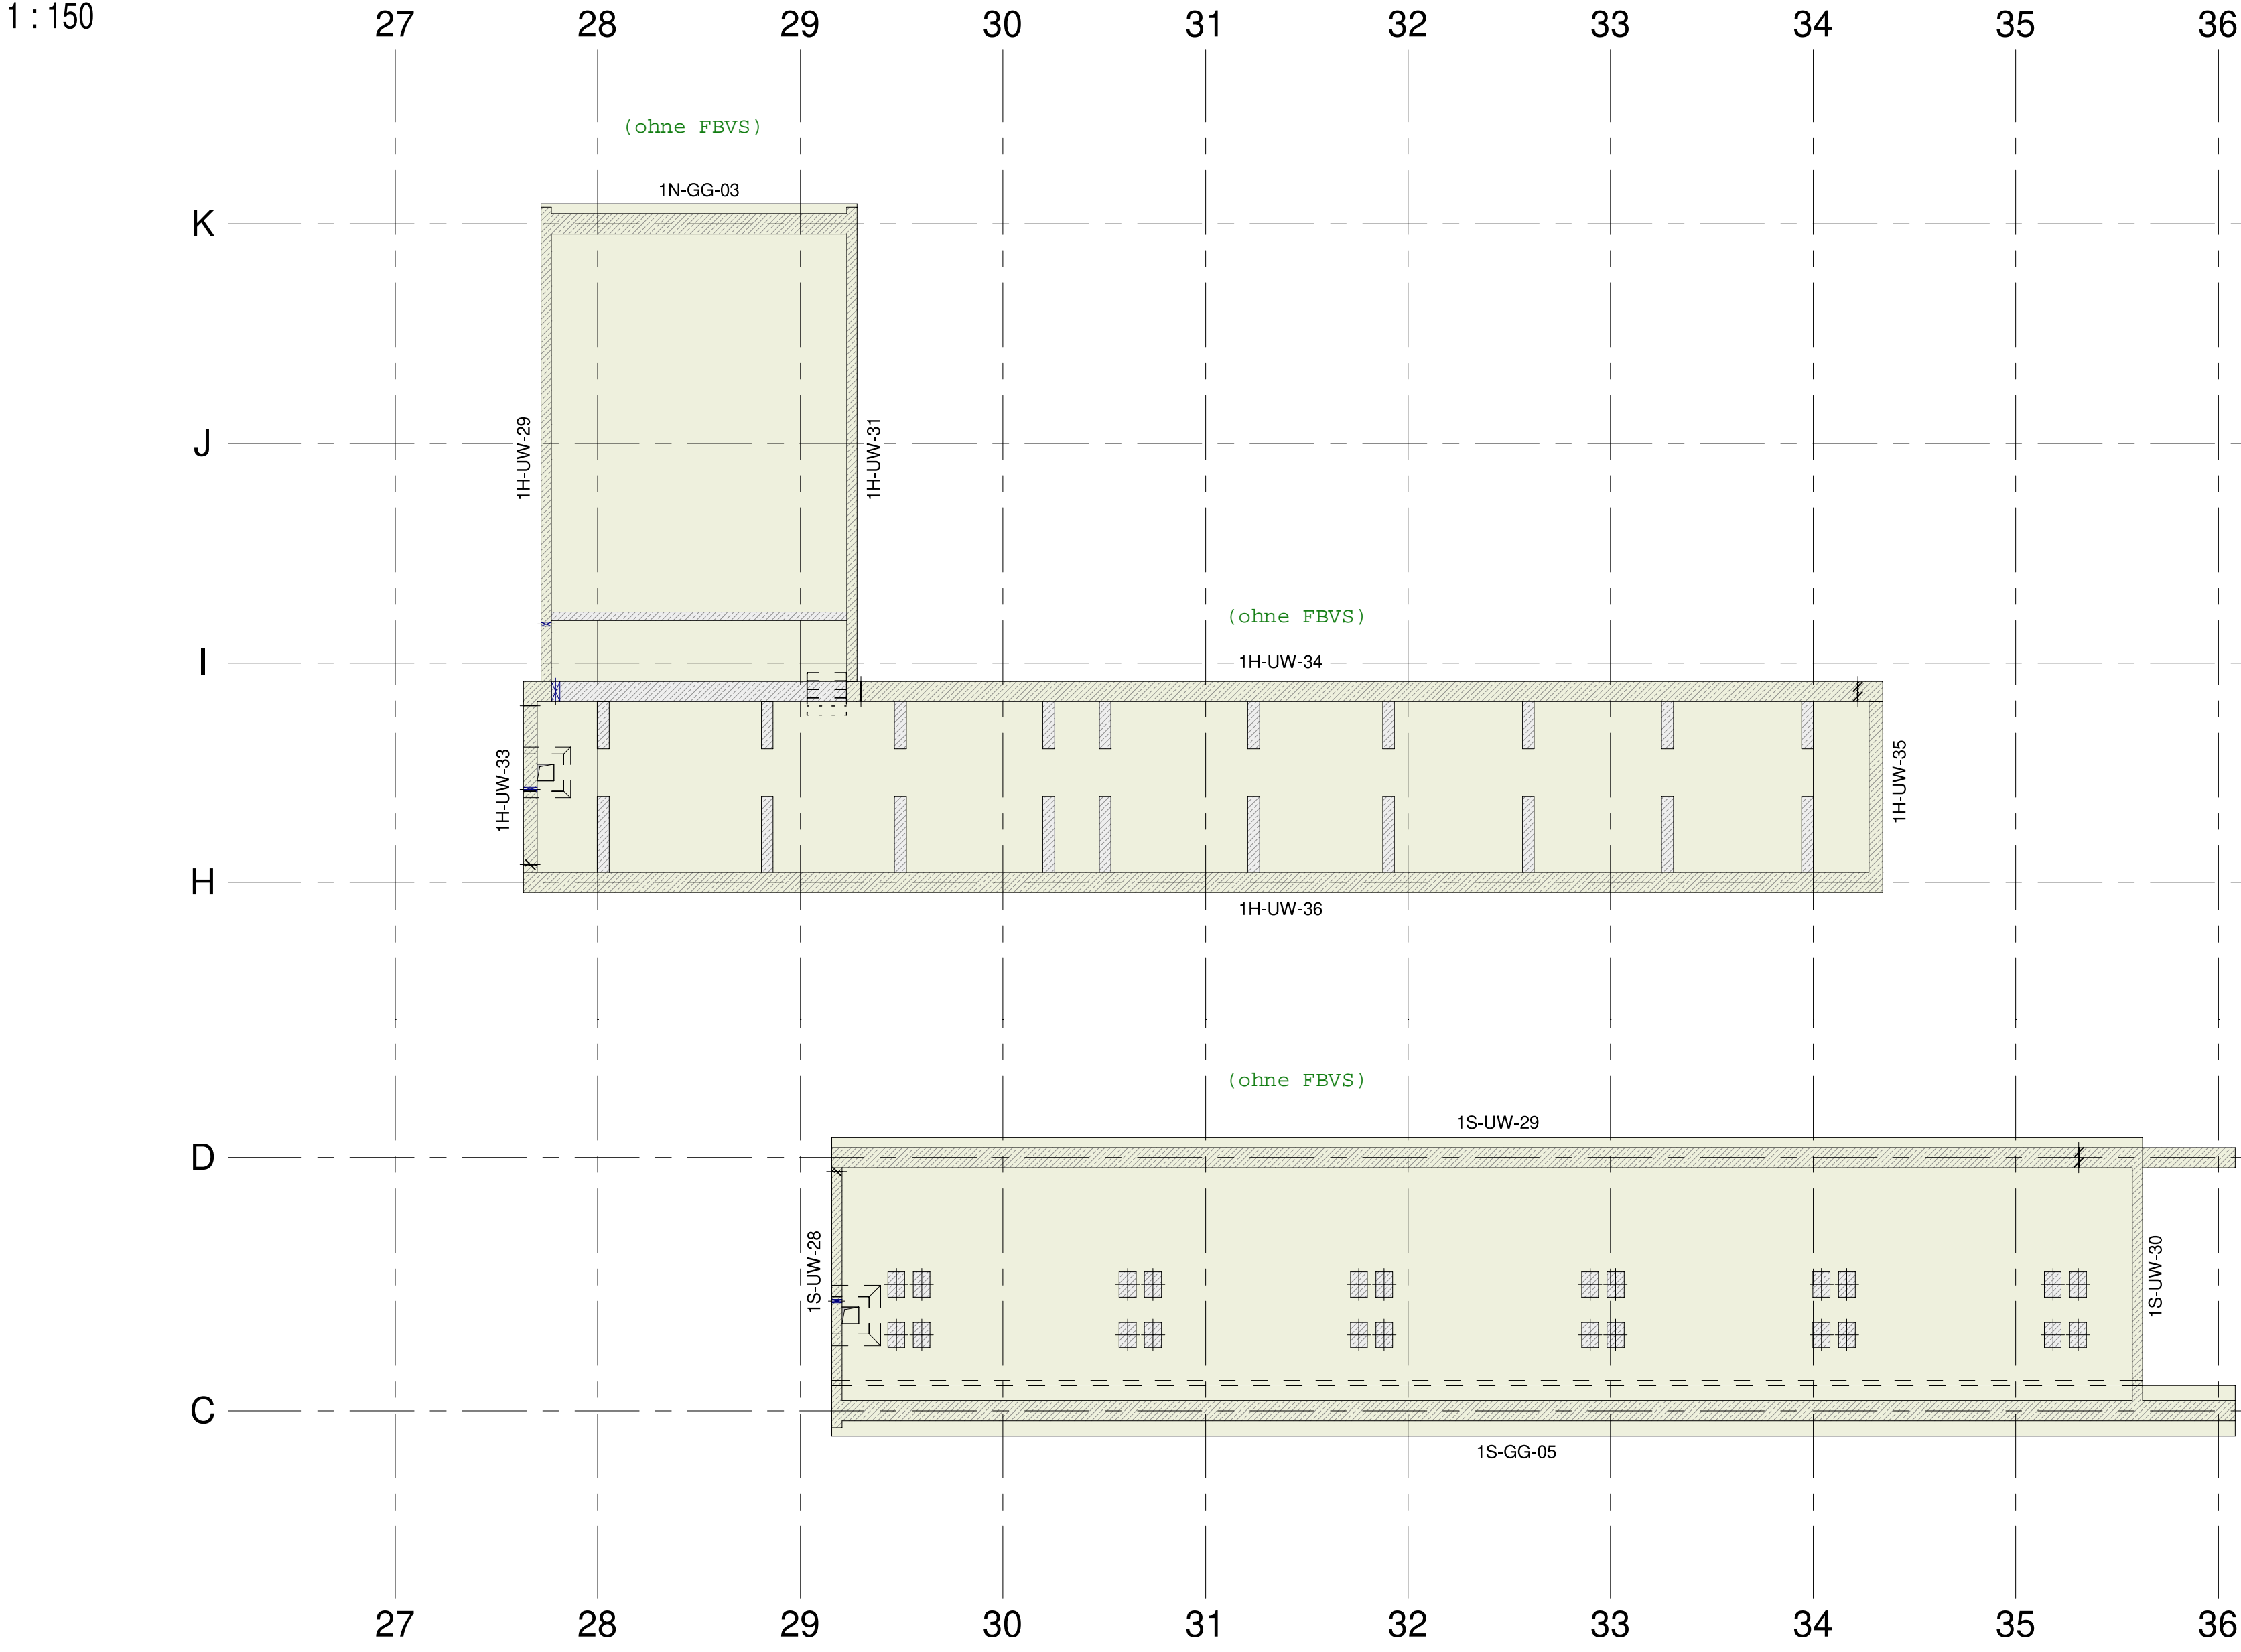 1 : 150
27 28 29 30 31 32 33 34 35 36
(ohne FBVS)
1N-GG-03
K
J
1H-UW-29
1H-UW-31
(ohne FBVS)
I
1H-UW-34
1H-UW-33
1H-UW-35
H
1H-UW-36
(ohne FBVS)
1S-UW-29
D
1S-UW-28
1S-UW-30
C
1S-GG-05
27 28 29 30 31 32 33 34 35 36